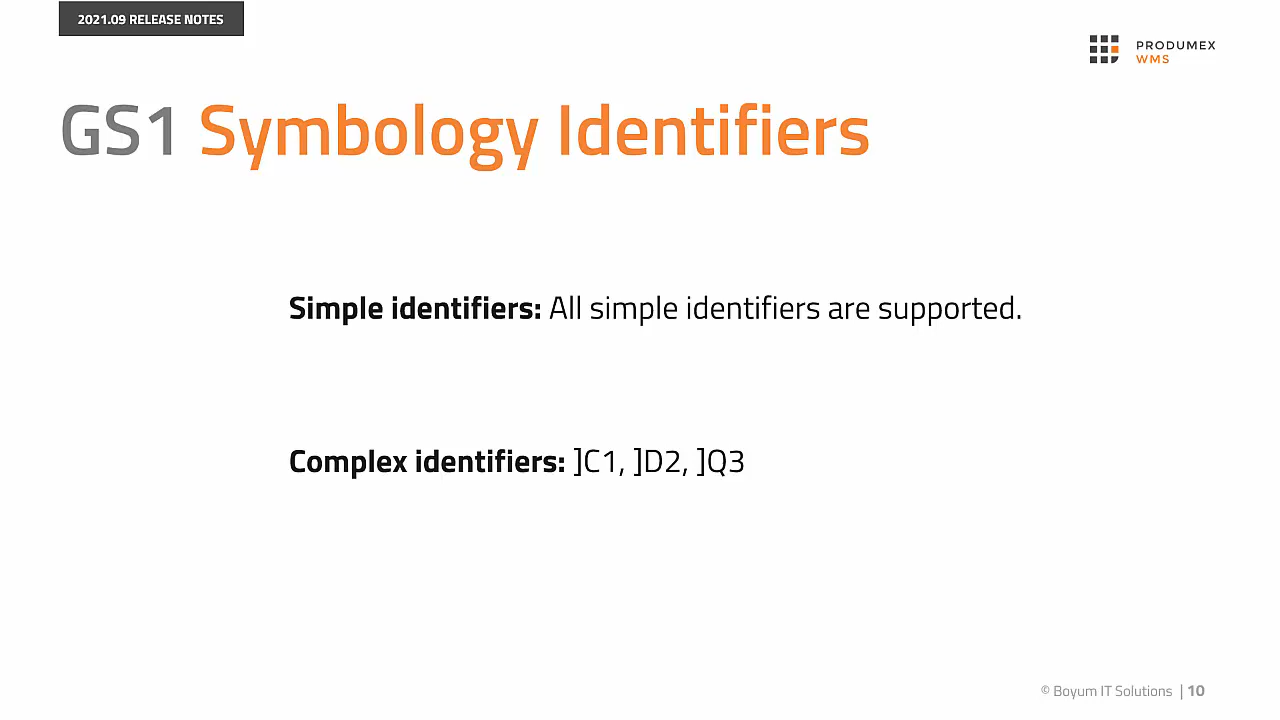 2021.09 RELEASE NOTES
PRODUMEX
WMS
GS1 Symbology Identifiers
Simple identifiers: All simple identifiers are supported.
Complex identifiers: ]C1, ]D2, ]Q3
© Boyum IT Solutions | 10